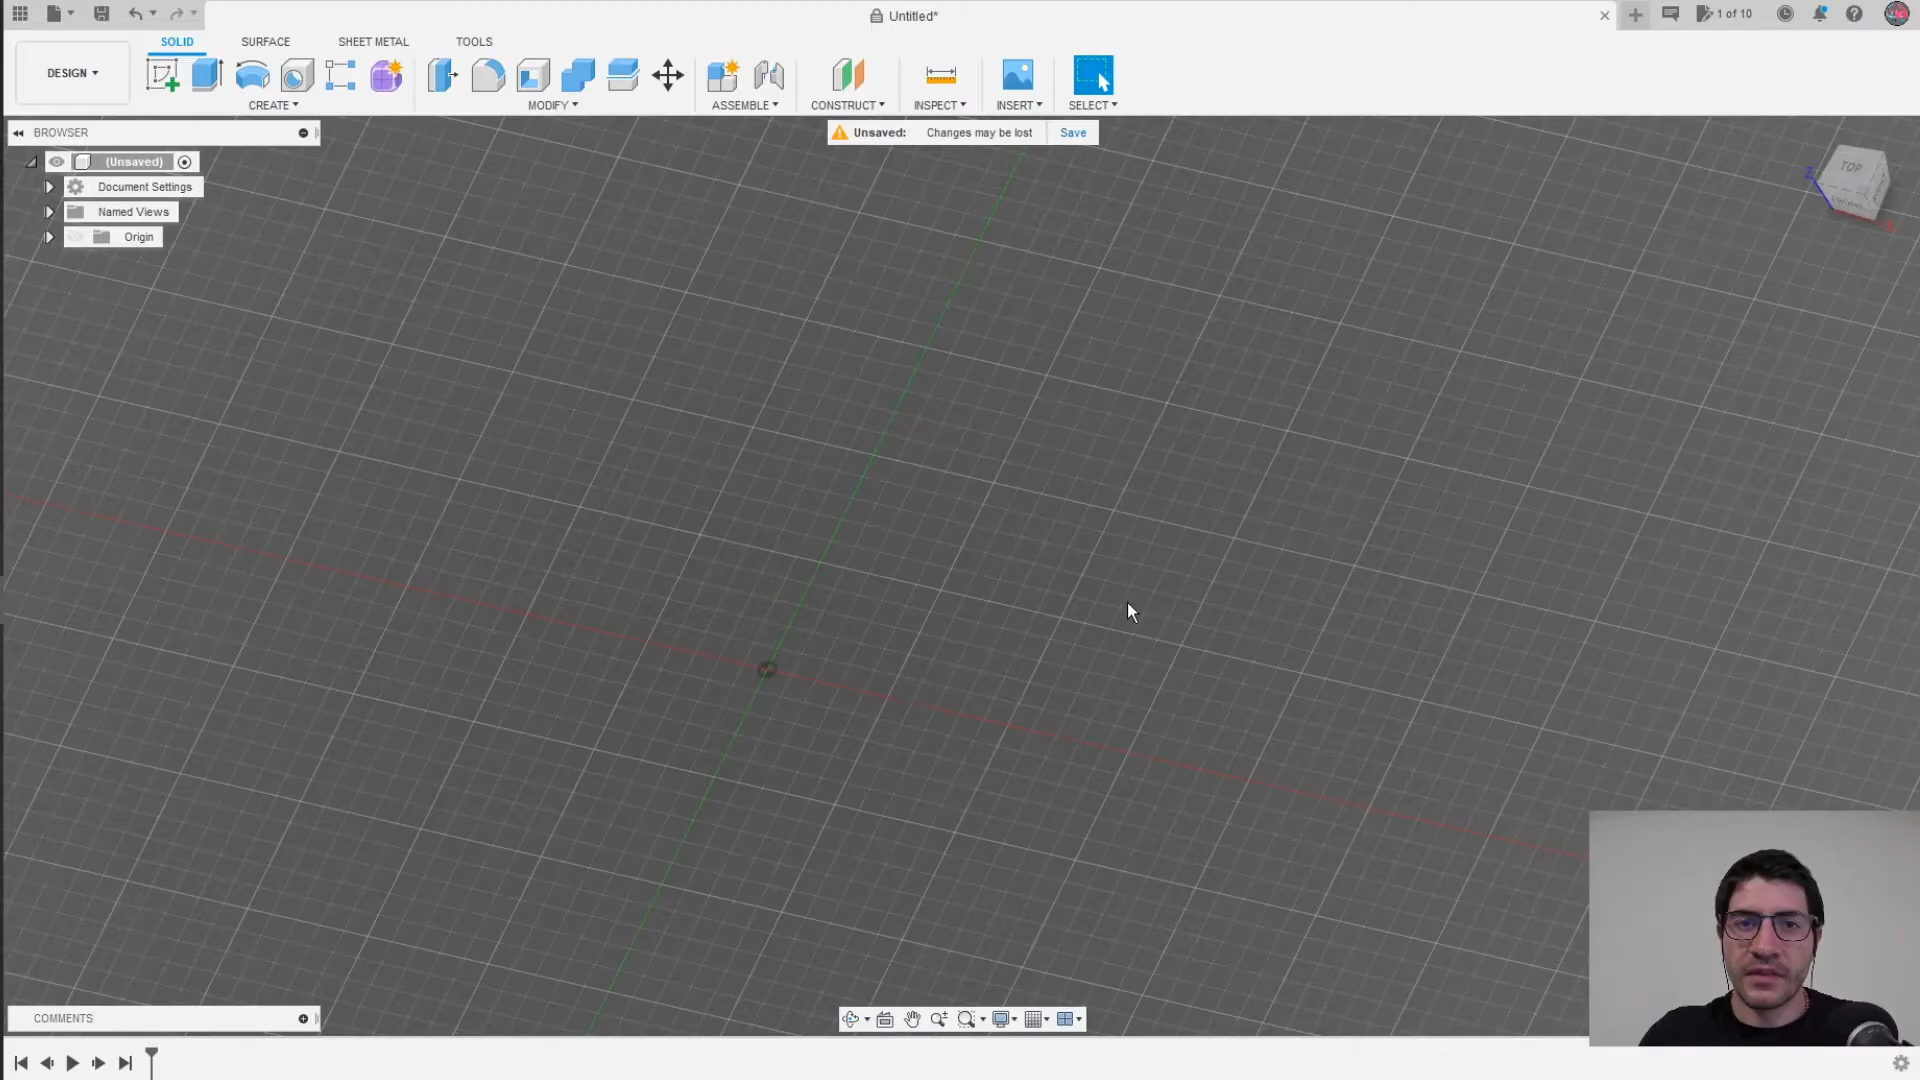 Untitled*
1 of 10
SOLID
SURFACE
SHEET METAL
TOOLS
DESIGN
CREATE
MODIFY
ASSEMBLE
CONSTRUCT
INSPECT
INSERT
SELECT
BROWSER
Unsaved: Changes may be lost Save
(Unsaved)
Document Settings
Named Views
Origin
TOP
Z
COMMENTS